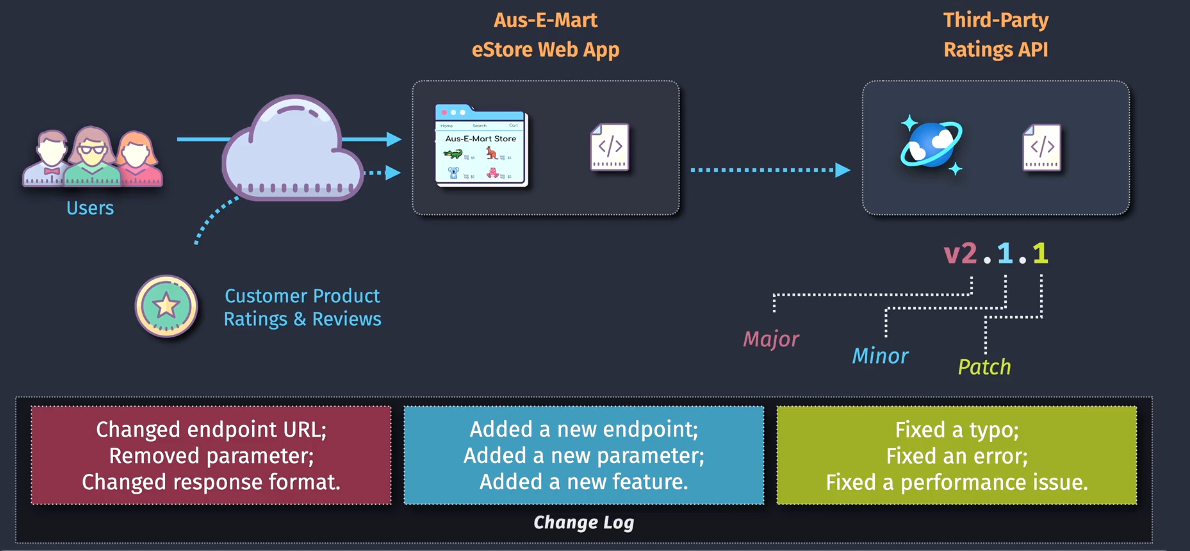 Aus-E-Mart
eStore Web App
Third-Party
Ratings API
Home Search Cart
Aus-E-Mart Store
</>
</>
Users
Customer Product
Ratings & Reviews
v2.1.1
Major
Minor
Patch
Changed endpoint URL;
Removed parameter;
Changed response format.
Added a new endpoint;
Added a new parameter;
Added a new feature.
Fixed a typo;
Fixed an error;
Fixed a performance issue.
Change Log